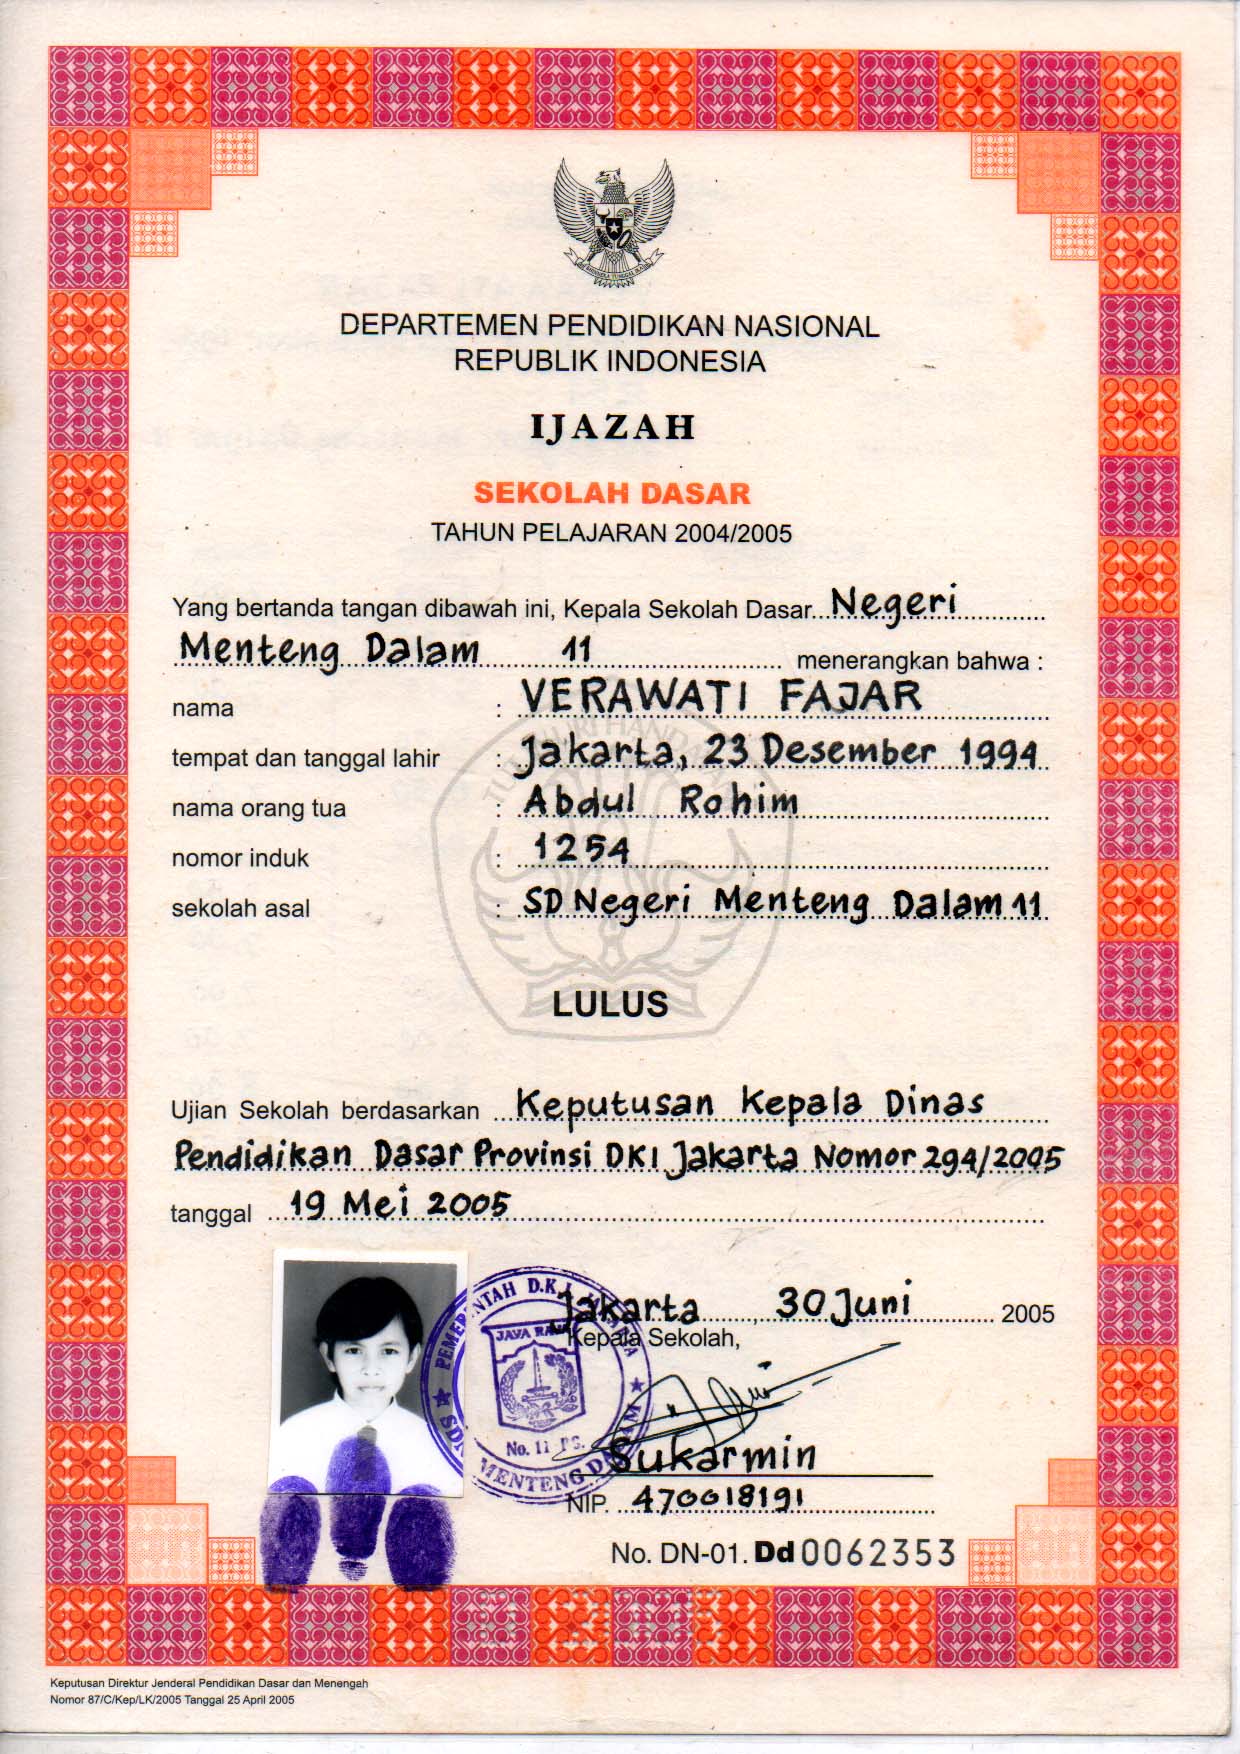 DEPARTEMEN PENDIDIKAN NASIONAL
REPUBLIK INDONESIA
IJAZAH
SEKOLAH DASAR
TAHUN PELAJARAN 2004/2005
Yang bertanda tangan dibawah ini, Kepala Sekolah Dasar Negeri
Menteng Dalam 11 menerangkan bahwa :
nama : VERAWATI FAJAR
tempat dan tanggal lahir : Jakarta, 23 Desember 1994
nama orang tua : Abdul Rohim
nomor induk : 1254
sekolah asal : SD Negeri Menteng Dalam 11
LULUS
Ujian Sekolah berdasarkan Keputusan Kepala Dinas
Pendidikan Dasar Provinsi DKI Jakarta Nomor 294/2005
tanggal 19 Mei 2005
Jakarta, 30 Juni 2005
Kepala Sekolah,
JAYA RAYA
No. 11 PG.
MENTENG DALAM
Sukarmin
NIP. 470018191
No. DN-01. Dd 0062353
Keputusan Direktur Jenderal Pendidikan Dasar dan Menengah
Nomor 87/C/Kep/LK/2005 Tanggal 25 April 2005